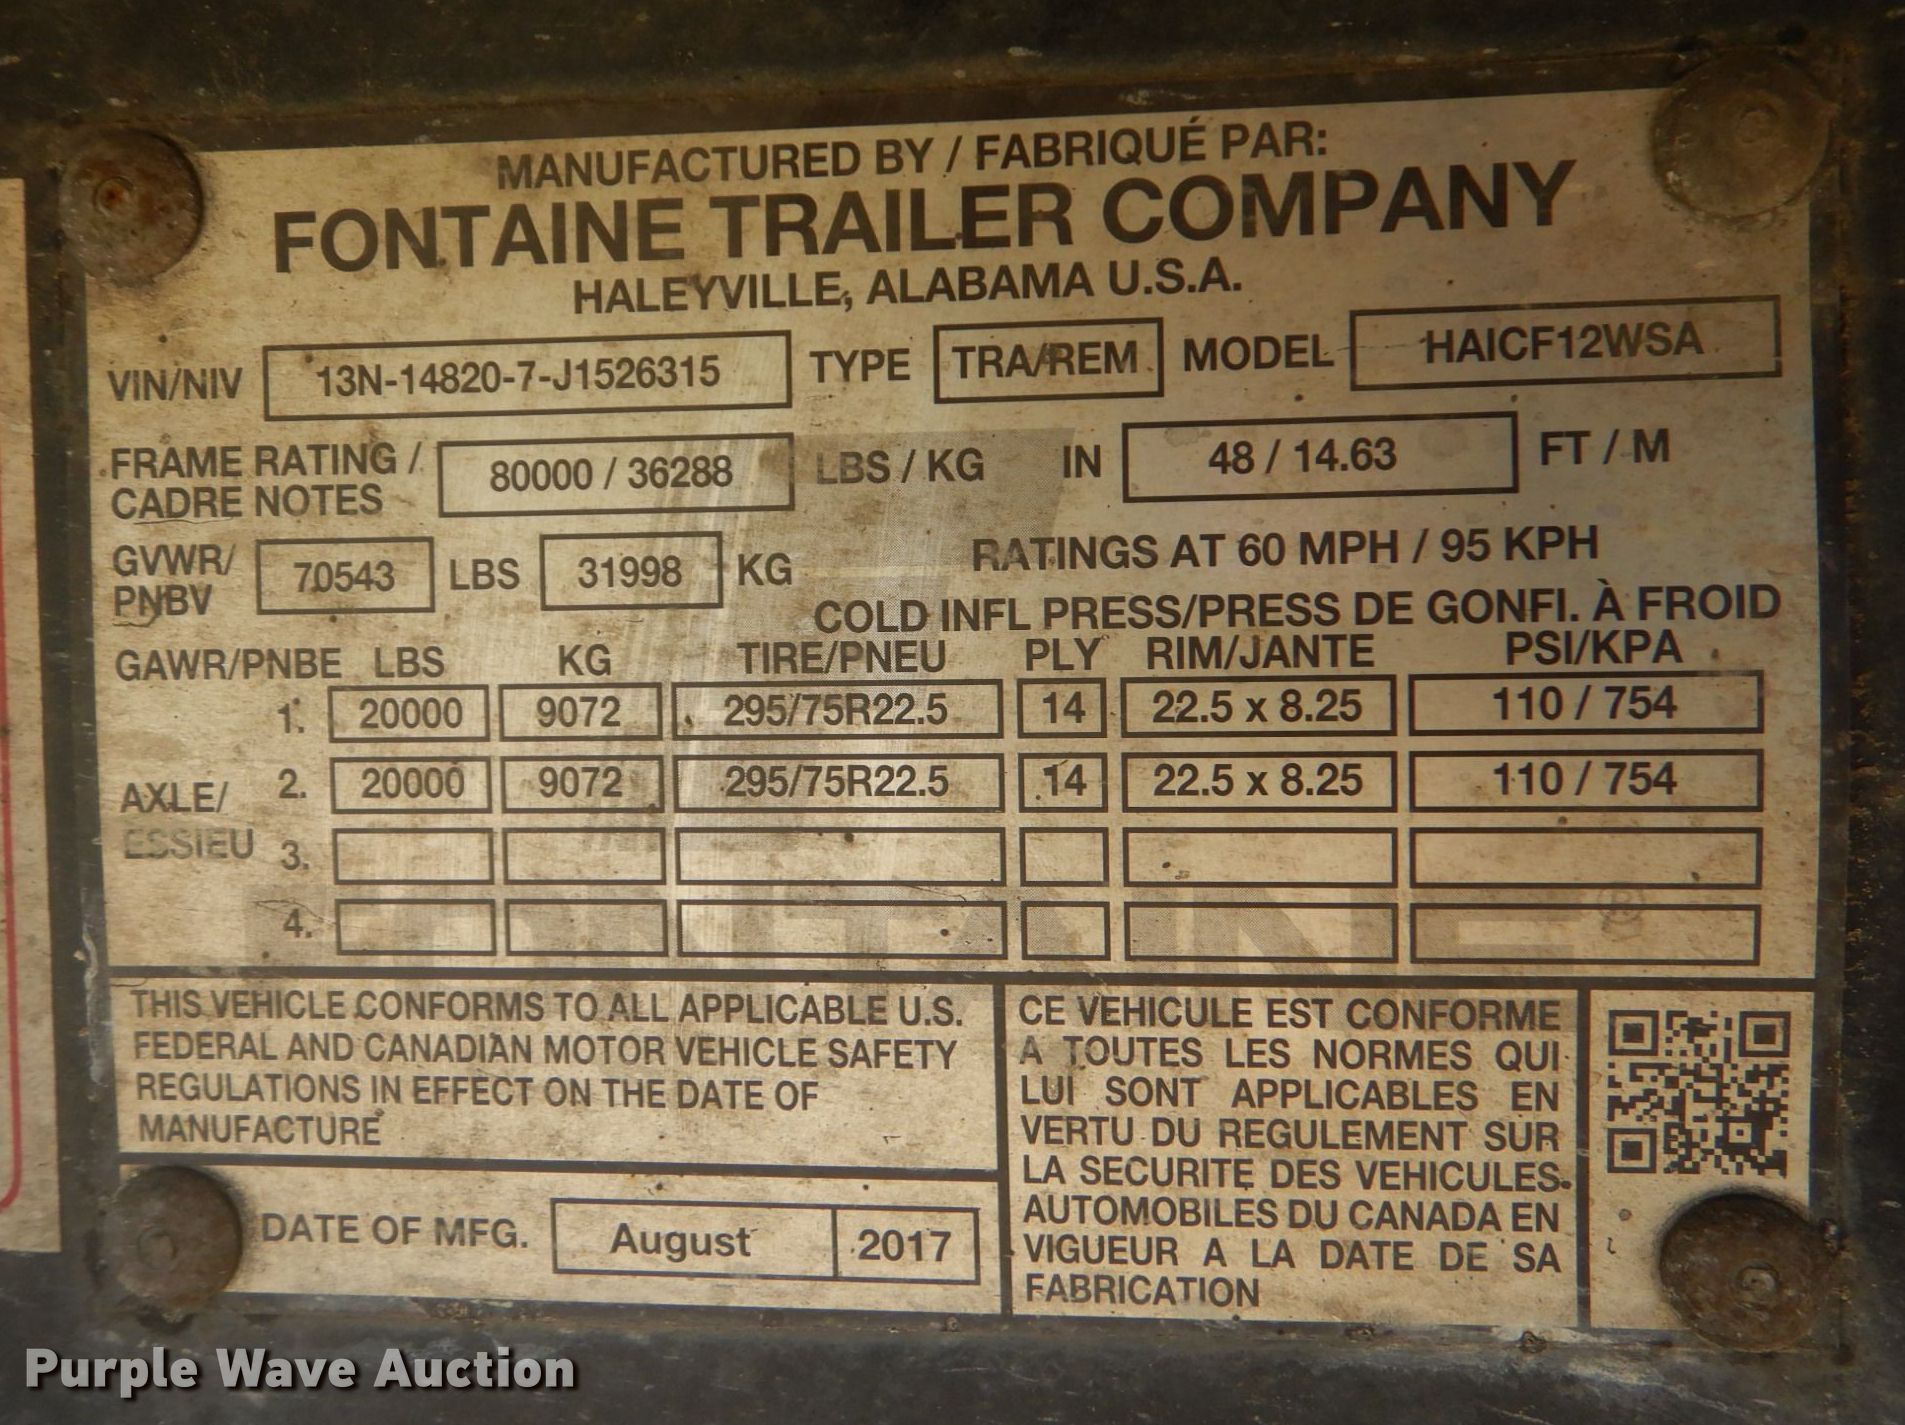 MANUFACTURED BY / FABRIQUÉ PAR:
FONTAINE TRAILER COMPANY
HALEYVILLE, ALABAMA U.S.A.
VIN/NIV 13N-14820-7-J1526315 TYPE TRA/REM MODEL HAICF12WSA
FRAME RATING / CADRE NOTES 80000 / 36288 LBS / KG IN 48 / 14.63 FT / M
GVWR/ PNBV 70543 LBS 31998 KG RATINGS AT 60 MPH / 95 KPH
COLD INFL PRESS/PRESS DE GONFI. À FROID
GAWR/PNBE LBS KG TIRE/PNEU PLY RIM/JANTE PSI/KPA
1. 20000 9072 295/75R22.5 14 22.5 x 8.25 110 / 754
AXLE/ ESSIEU
2. 20000 9072 295/75R22.5 14 22.5 x 8.25 110 / 754
3.
4.
FONTAINE ®
THIS VEHICLE CONFORMS TO ALL APPLICABLE U.S.
FEDERAL AND CANADIAN MOTOR VEHICLE SAFETY
REGULATIONS IN EFFECT ON THE DATE OF
MANUFACTURE
DATE OF MFG. August 2017
CE VEHICULE EST CONFORME
A TOUTES LES NORMES QUI
LUI SONT APPLICABLES EN
VERTU DU REGULEMENT SUR
LA SECURITE DES VEHICULES
AUTOMOBILES DU CANADA EN
VIGUEUR A LA DATE DE SA
FABRICATION
Purple Wave Auction